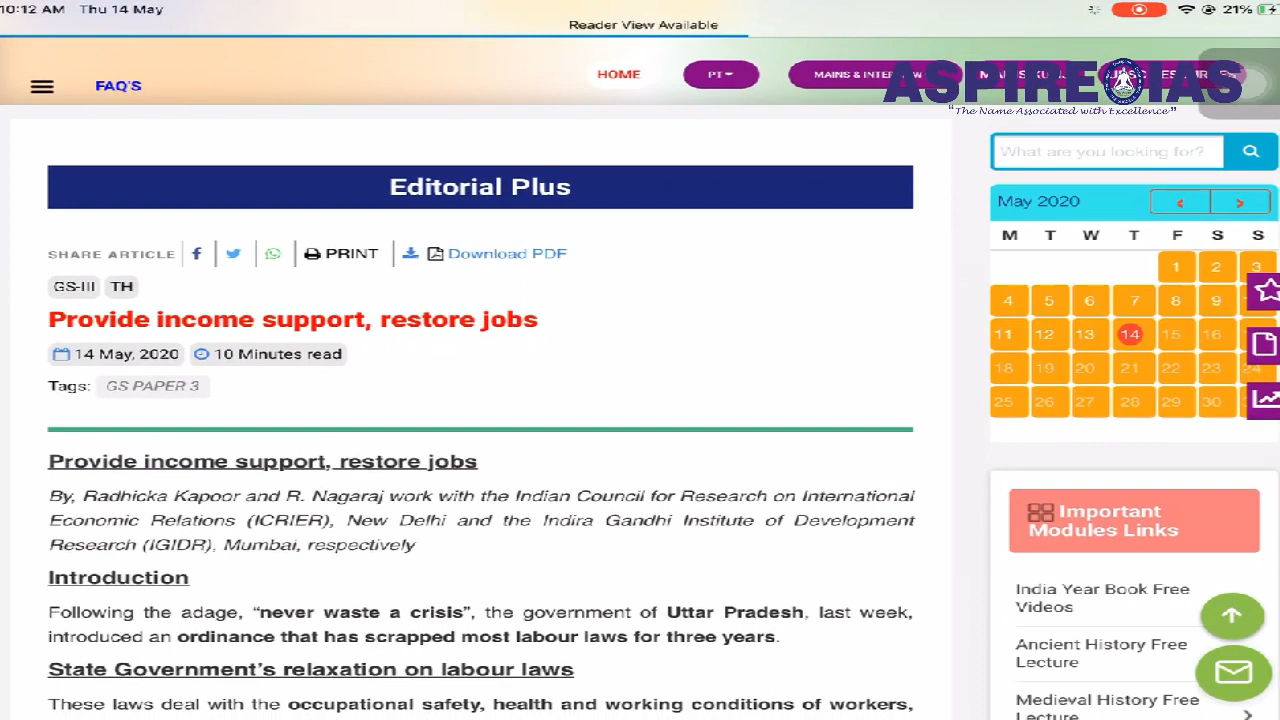 10:12 AM Thu 14 May
21%
Reader View Available
FAQ'S
HOME
PT
MAINS & INTERVIEW
ASPIRE IAS
"The Name Associated with Excellence"
What are you looking for?
Editorial Plus
May 2020
M T W T F S S
1 2 3
4 5 6 7 8 9
11 12 13 14 15 16
18 19 20 21 22 23 24
25 26 27 28 29 30
SHARE ARTICLE PRINT Download PDF
GS-III TH
Provide income support, restore jobs
14 May, 2020 10 Minutes read
Tags: GS PAPER 3
Provide income support, restore jobs
By, Radhicka Kapoor and R. Nagaraj work with the Indian Council for Research on International
Economic Relations (ICRIER), New Delhi and the Indira Gandhi Institute of Development
Research (IGIDR), Mumbai, respectively
Introduction
Following the adage, “never waste a crisis”, the government of Uttar Pradesh, last week,
introduced an ordinance that has scrapped most labour laws for three years.
State Government’s relaxation on labour laws
These laws deal with the occupational safety, health and working conditions of workers,
Important
Modules Links
India Year Book Free
Videos
Ancient History Free
Lecture
Medieval History Free
Lecture